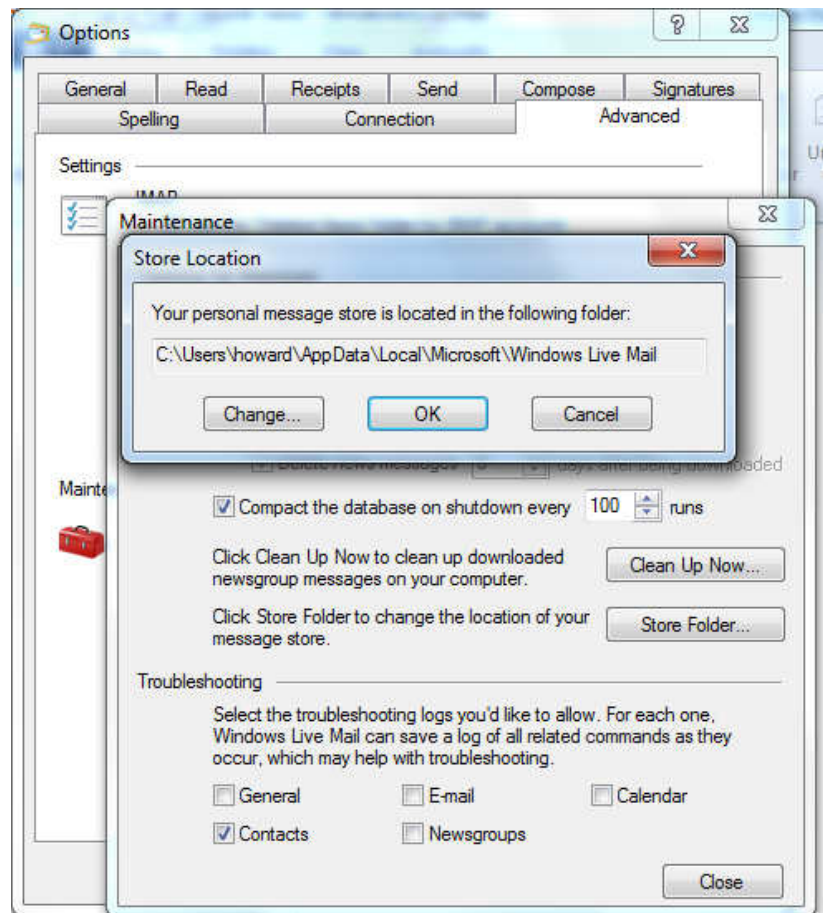 Options
General Read Receipts Send Compose Signatures
Spelling Connection Advanced
Settings
IMAP
Maintenance
Store Location
Your personal message store is located in the following folder:
C:\Users\howard\AppData\Local\Microsoft\Windows Live Mail
Change... OK Cancel
Delete news messages days after being downloaded
Mainte
Compact the database on shutdown every 100 runs
Click Clean Up Now to clean up downloaded
newsgroup messages on your computer.
Clean Up Now...
Click Store Folder to change the location of your
message store.
Store Folder...
Troubleshooting
Select the troubleshooting logs you'd like to allow. For each one,
Windows Live Mail can save a log of all related commands as they
occur, which may help with troubleshooting.
General E-mail Calendar
Contacts Newsgroups
Close